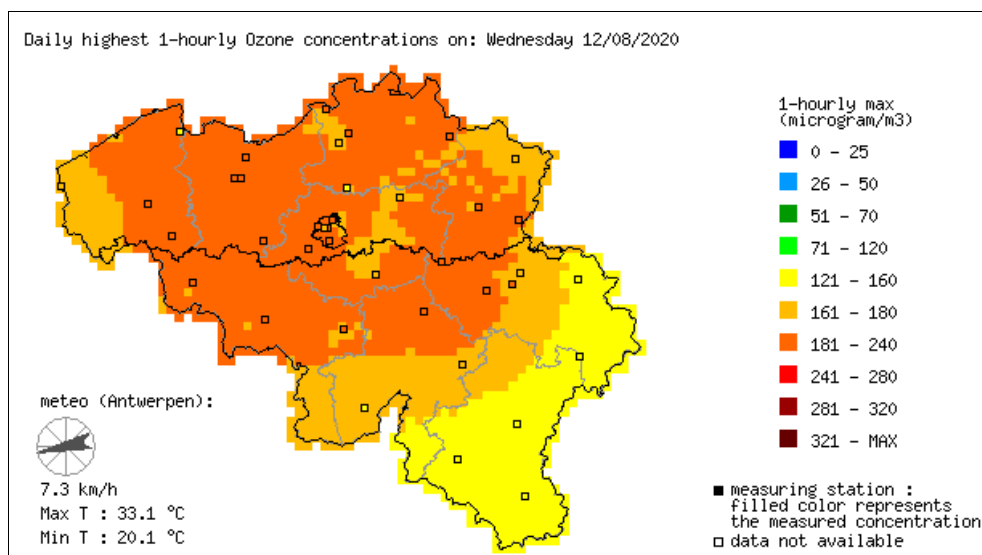 Daily highest 1-hourly Ozone concentrations on: Wednesday 12/08/2020
1-hourly max
(microgram/m3)
0 - 25
26 - 50
51 - 70
71 - 120
121 - 160
161 - 180
181 - 240
241 - 280
281 - 320
321 - MAX
meteo (Antwerpen):
7.3 km/h
Max T : 33.1 °C
Min T : 20.1 °C
measuring station :
filled color represents
the measured concentration
data not available